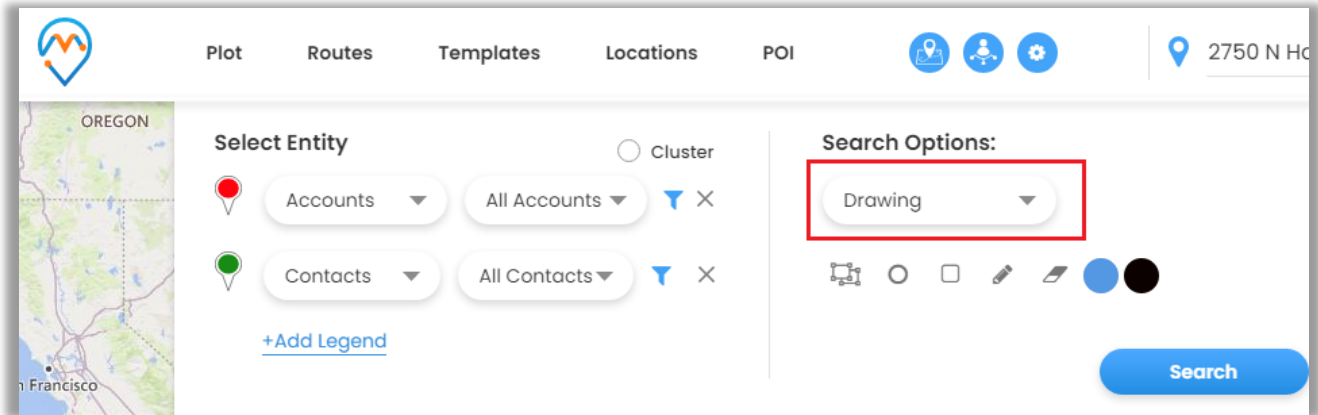 Plot Routes Templates Locations POI 2750 N Ho
OREGON
Select Entity
Cluster
Search Options:
Accounts All Accounts
Drawing
Contacts All Contacts
+Add Legend
Francisco
Search